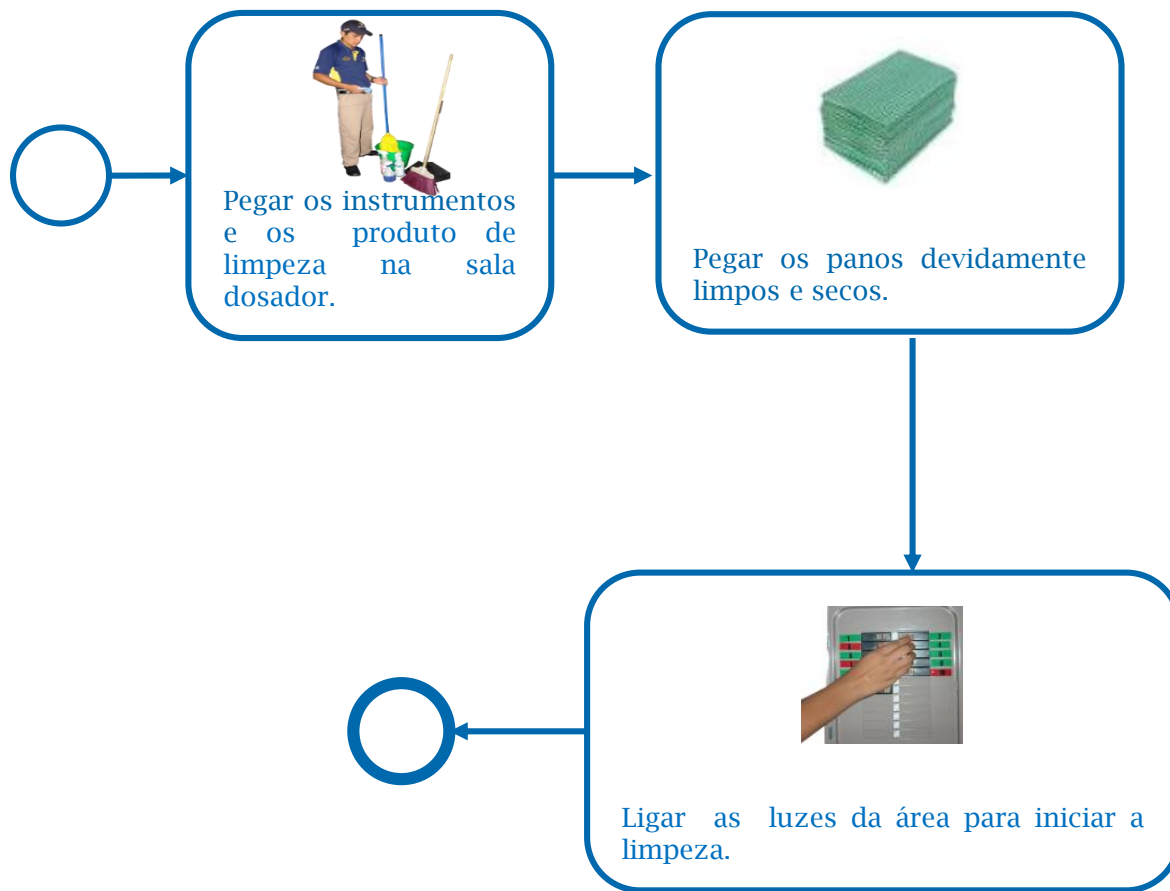 Pegar os instrumentos
e os produto de
limpeza na sala
dosador.
Pegar os panos devidamente
limpos e secos.
Ligar as luzes da área para iniciar a
limpeza.